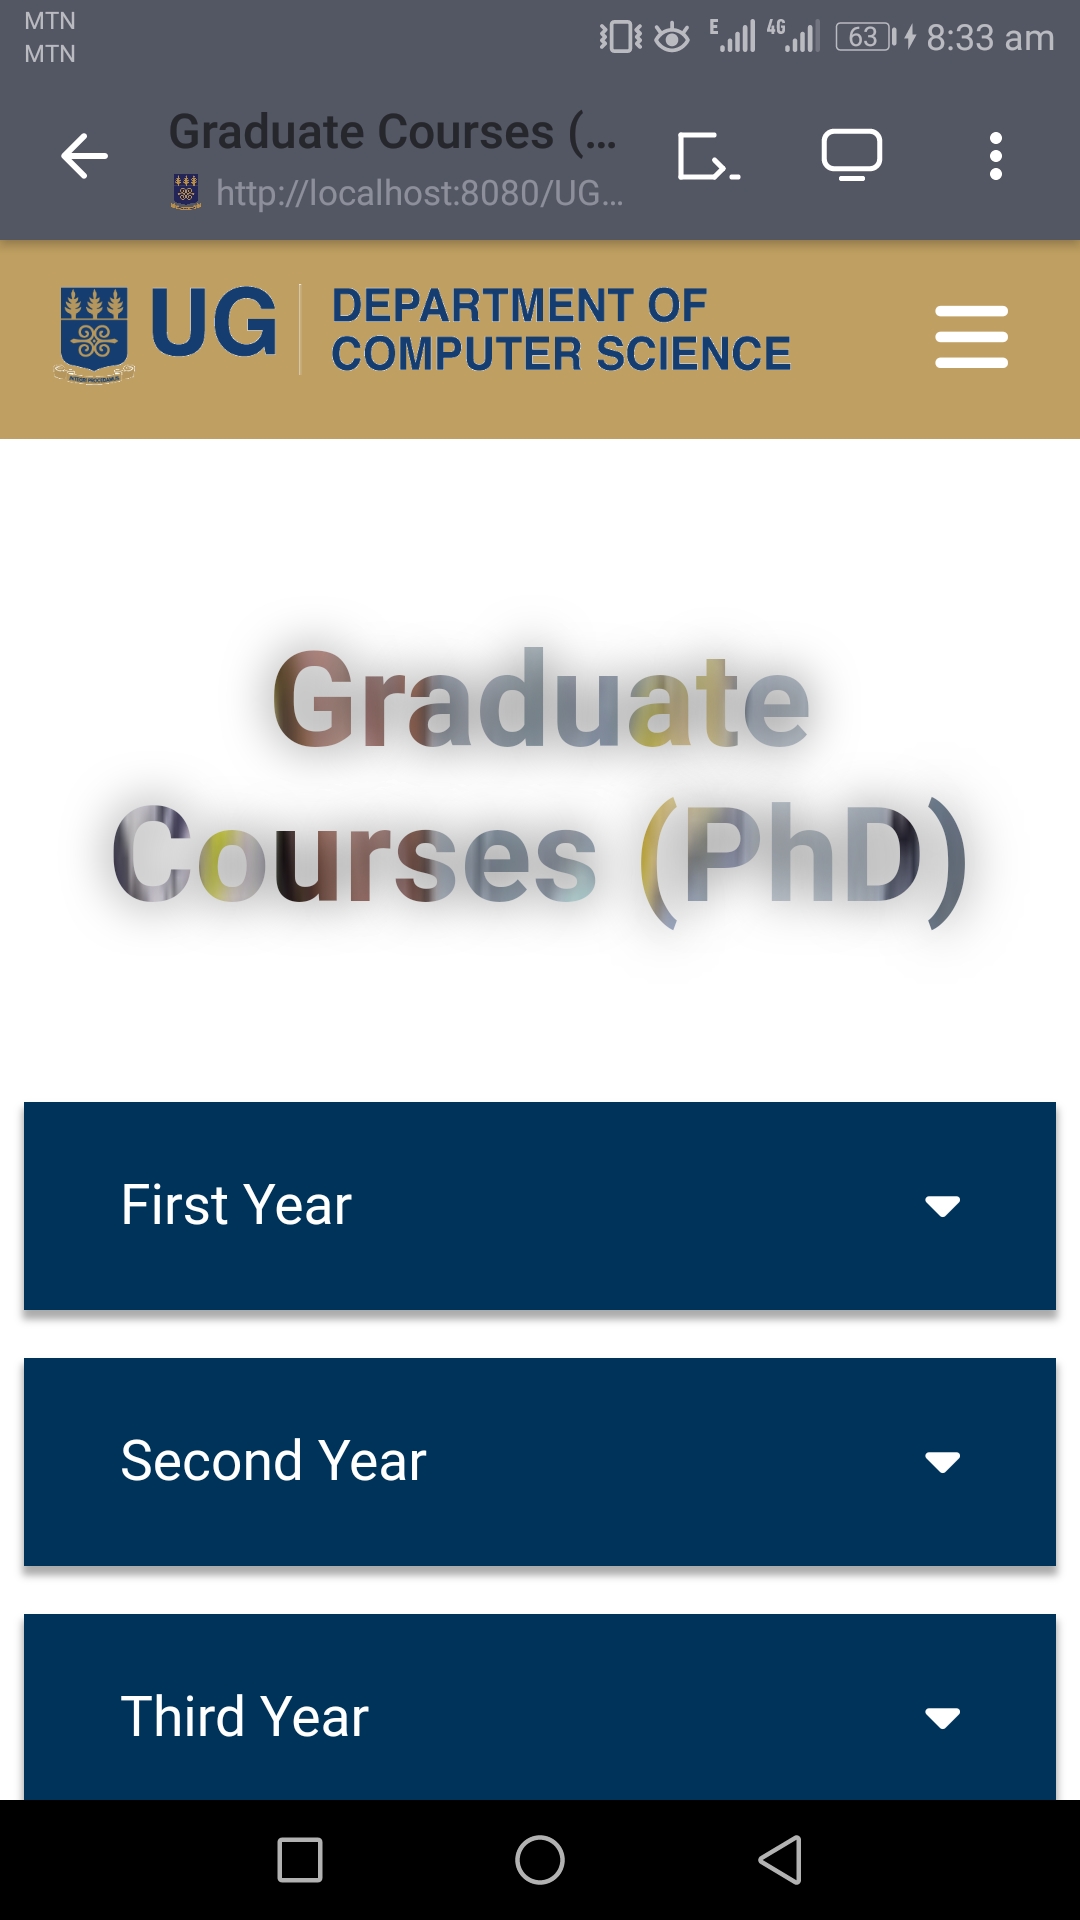 MTN
MTN
E 4G 63 8:33 am
Graduate Courses (...
http://localhost:8080/UG...
UG
DEPARTMENT OF
COMPUTER SCIENCE
Graduate
Courses (PhD)
First Year
Second Year
Third Year